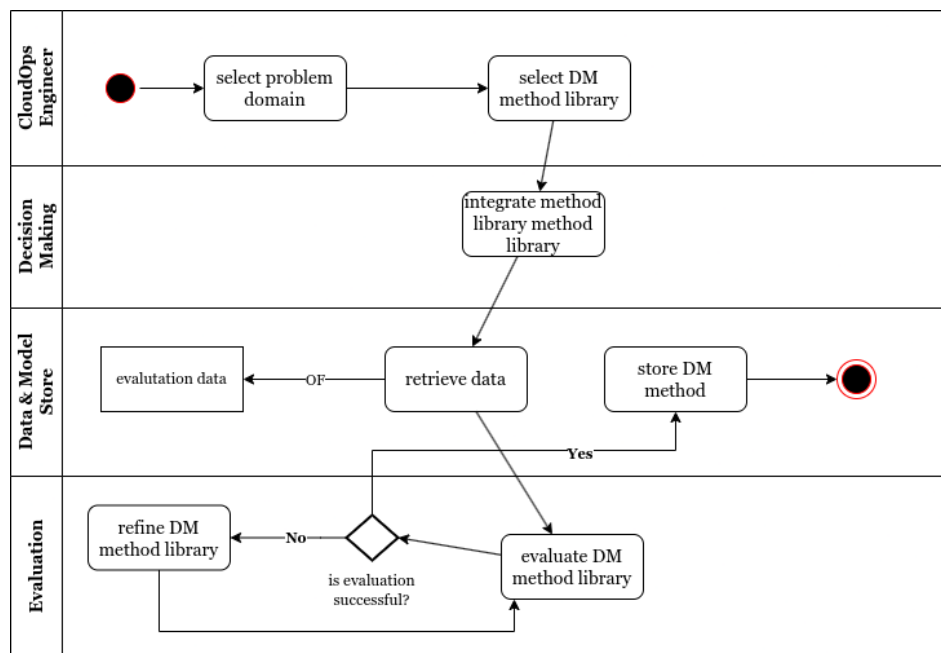 CloudOps
Engineer
select problem
domain
select DM
method library
Decision
Making
integrate method
library method
library
Data & Model
Store
evalutation data
OF
retrieve data
store DM
method
Yes
Evaluation
refine DM
method library
No
is evaluation
successful?
evaluate DM
method library